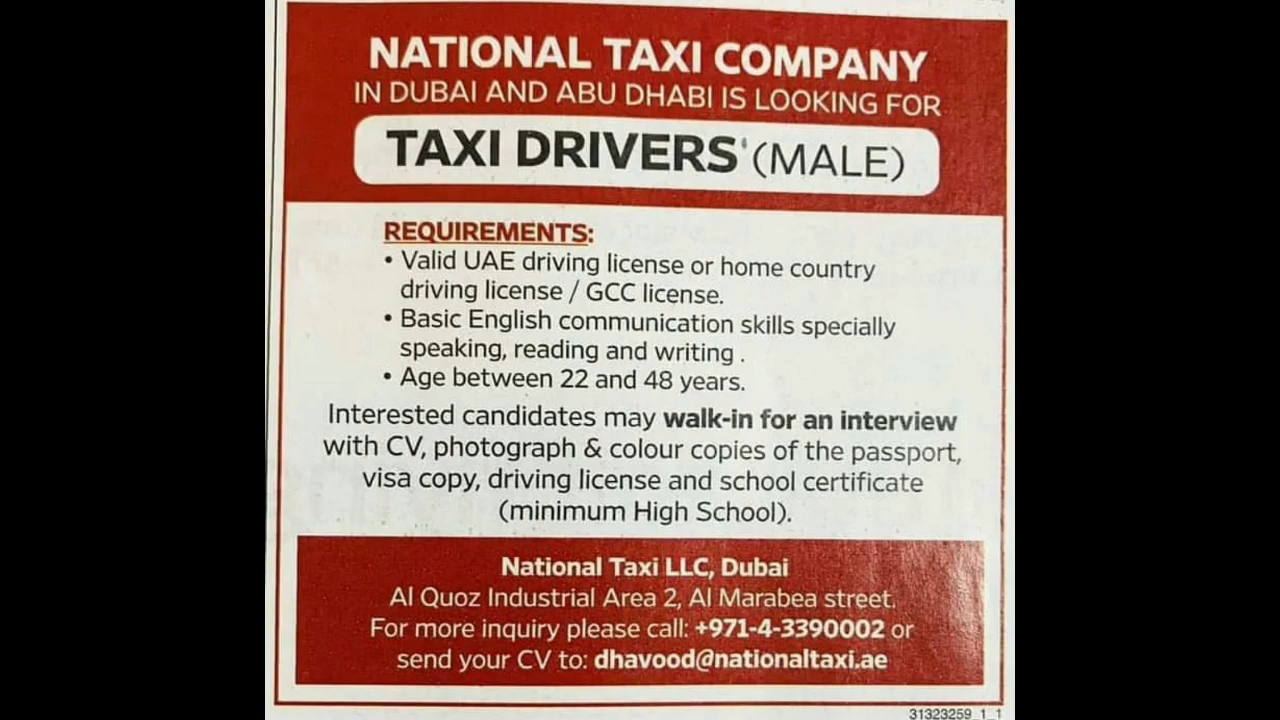 NATIONAL TAXI COMPANY
IN DUBAI AND ABU DHABI IS LOOKING FOR
TAXI DRIVERS (MALE)
REQUIREMENTS:
• Valid UAE driving license or home country
driving license / GCC license.
• Basic English communication skills specially
speaking, reading and writing .
• Age between 22 and 48 years.
Interested candidates may walk-in for an interview
with CV, photograph & colour copies of the passport,
visa copy, driving license and school certificate
(minimum High School).
National Taxi LLC, Dubai
Al Quoz Industrial Area 2, Al Marabea street.
For more inquiry please call: +971-4-3390002 or
send your CV to: dhavood@nationaltaxi.ae
31323259_1_1